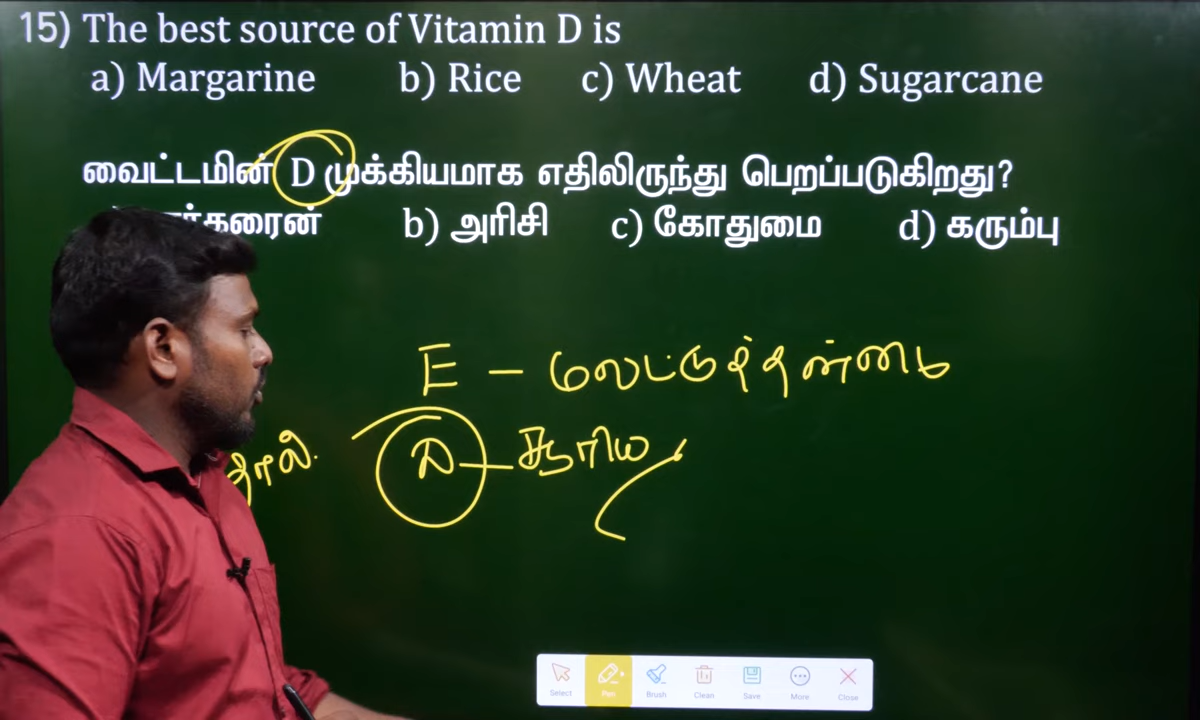 15) The best source of Vitamin D is
a) Margarine b) Rice c) Wheat d) Sugarcane
வைட்டமின் D முக்கியமாக எதிலிருந்து பெறப்படுகிறது?
b) அரிசி c) கோதுமை d) கரும்பு
E – மலட்டுத்தன்மை
D – சூரிய
Select Pen Brush Clean Save More Close